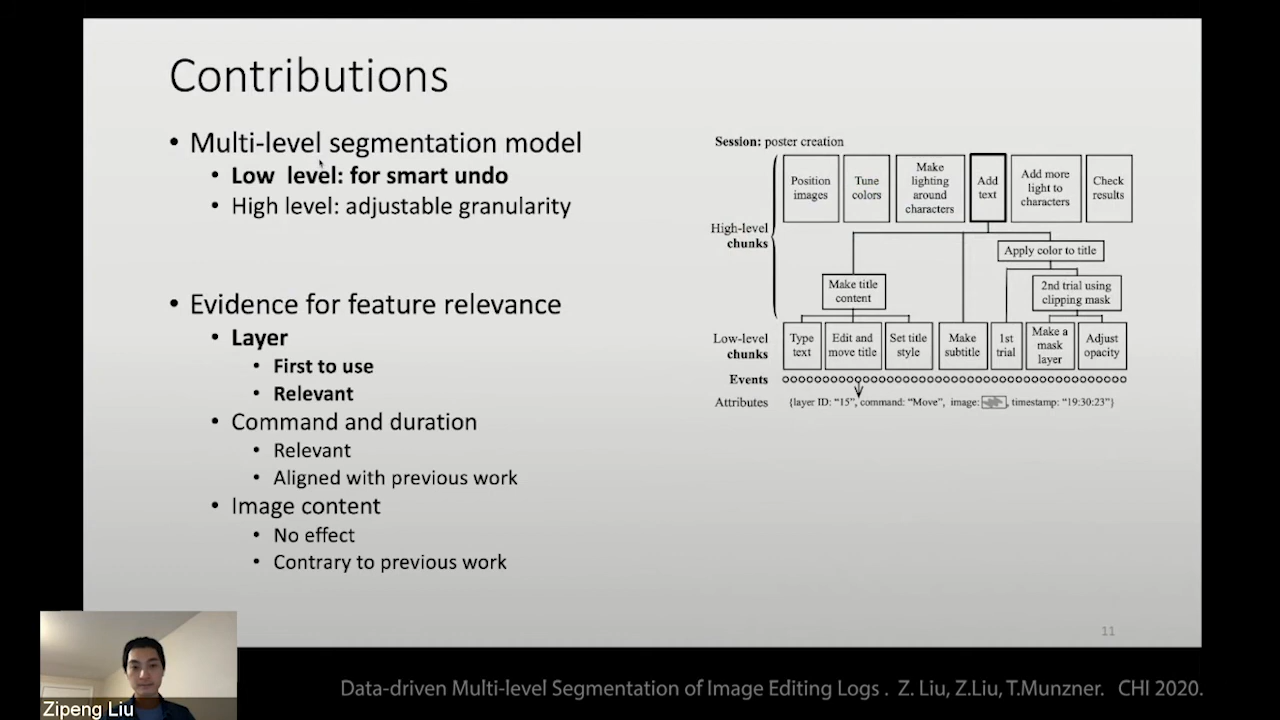 Contributions
• Multi-level segmentation model
• Low level: for smart undo
• High level: adjustable granularity
• Evidence for feature relevance
• Layer
• First to use
• Relevant
• Command and duration
• Relevant
• Aligned with previous work
• Image content
• No effect
• Contrary to previous work
Session: poster creation
High-level
chunks
Position
images
Tune
colors
Make
lighting
around
characters
Add
text
Add more
light to
characters
Check
results
Apply color to title
Make title
content
2nd trial using
clipping mask
Low-level
chunks
Type
text
Edit and
move title
Set title
style
Make
subtitle
1st
trial
Make a
mask
layer
Adjust
opacity
Events
Attributes {layer ID: “15”, command: “Move”, image: , timestamp: “19:30:23”}
11
Zipeng Liu
Data-driven Multi-level Segmentation of Image Editing Logs . Z. Liu, Z.Liu, T.Munzner. CHI 2020.